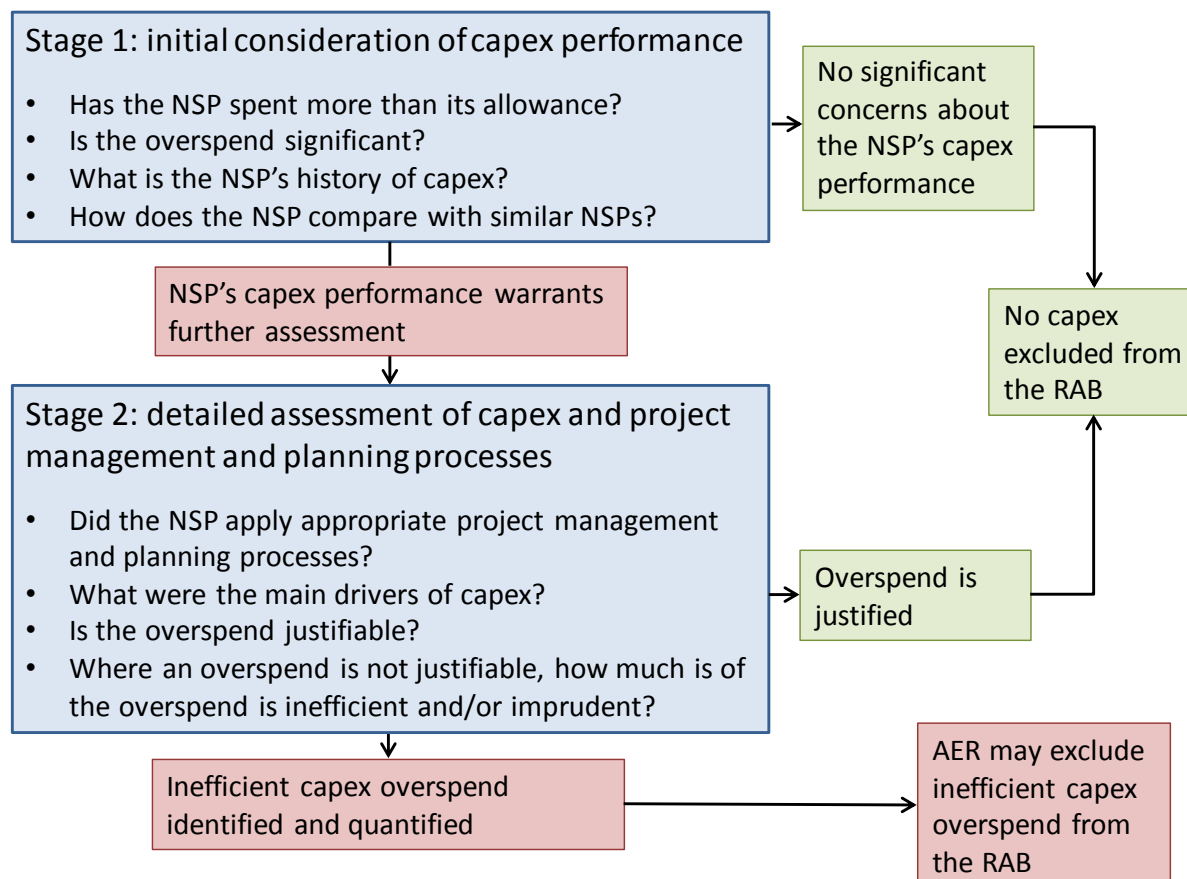 Stage 1: initial consideration of capex performance
• Has the NSP spent more than its allowance?
• Is the overspend significant?
• What is the NSP’s history of capex?
• How does the NSP compare with similar NSPs?
No significant
concerns about
the NSP’s capex
performance
NSP’s capex performance warrants
further assessment
No capex
excluded from
the RAB
Stage 2: detailed assessment of capex and project
management and planning processes
• Did the NSP apply appropriate project management
and planning processes?
• What were the main drivers of capex?
• Is the overspend justifiable?
• Where an overspend is not justifiable, how much is of
the overspend is inefficient and/or imprudent?
Overspend is
justified
Inefficient capex overspend
identified and quantified
AER may exclude
inefficient capex
overspend from
the RAB